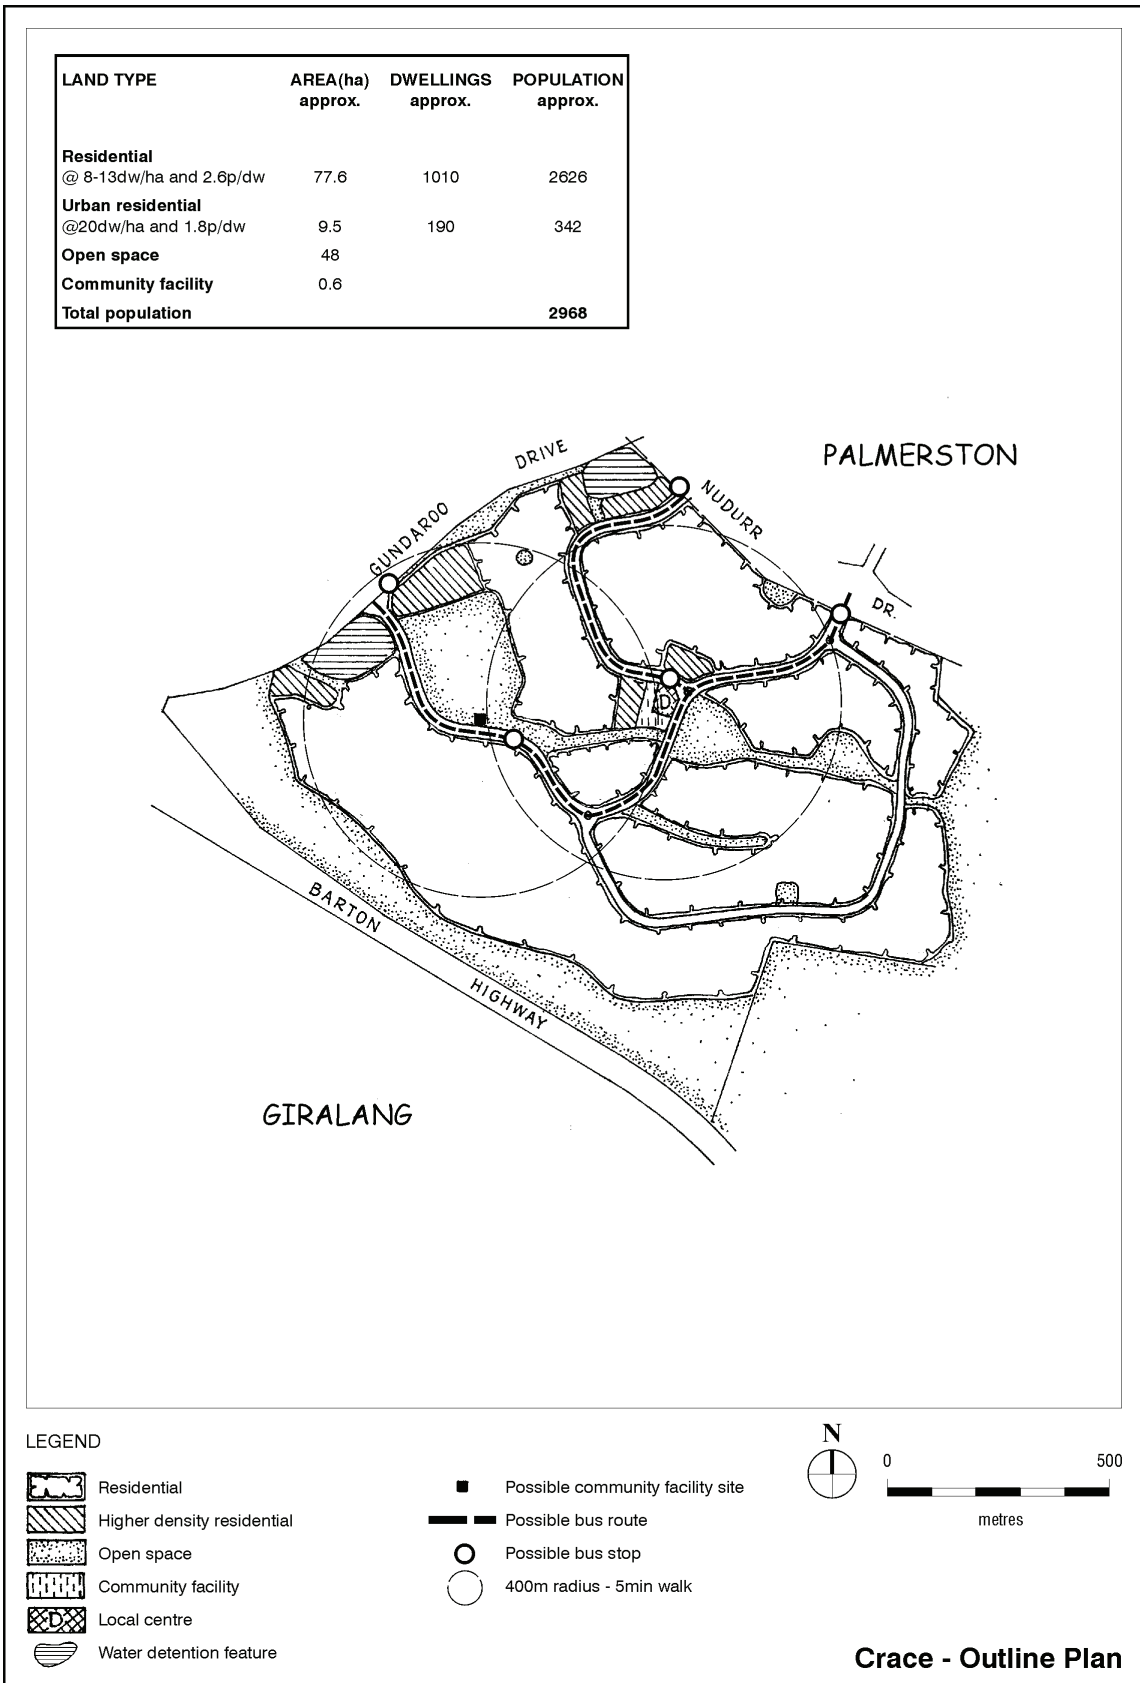 LAND TYPE AREA(ha) DWELLINGS POPULATION
approx. approx. approx.
Residential
@ 8-13dw/ha and 2.6p/dw 77.6 1010 2626
Urban residential
@20dw/ha and 1.8p/dw 9.5 190 342
Open space 48
Community facility 0.6
Total population 2968
PALMERSTON
GUNDAROO DRIVE
NUDURR DR.
D
BARTON HIGHWAY
GIRALANG
LEGEND
Residential
Higher density residential
Open space
Community facility
D Local centre
Water detention feature
Possible community facility site
Possible bus route
Possible bus stop
400m radius - 5min walk
N
0 500
metres
Crace - Outline Plan